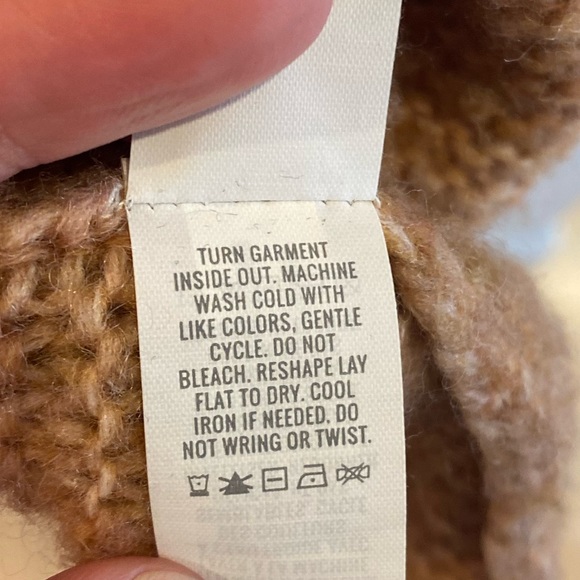 TURN GARMENT
INSIDE OUT. MACHINE
WASH COLD WITH
LIKE COLORS, GENTLE
CYCLE. DO NOT
BLEACH. RESHAPE LAY
FLAT TO DRY. COOL
IRON IF NEEDED. DO
NOT WRING OR TWIST.